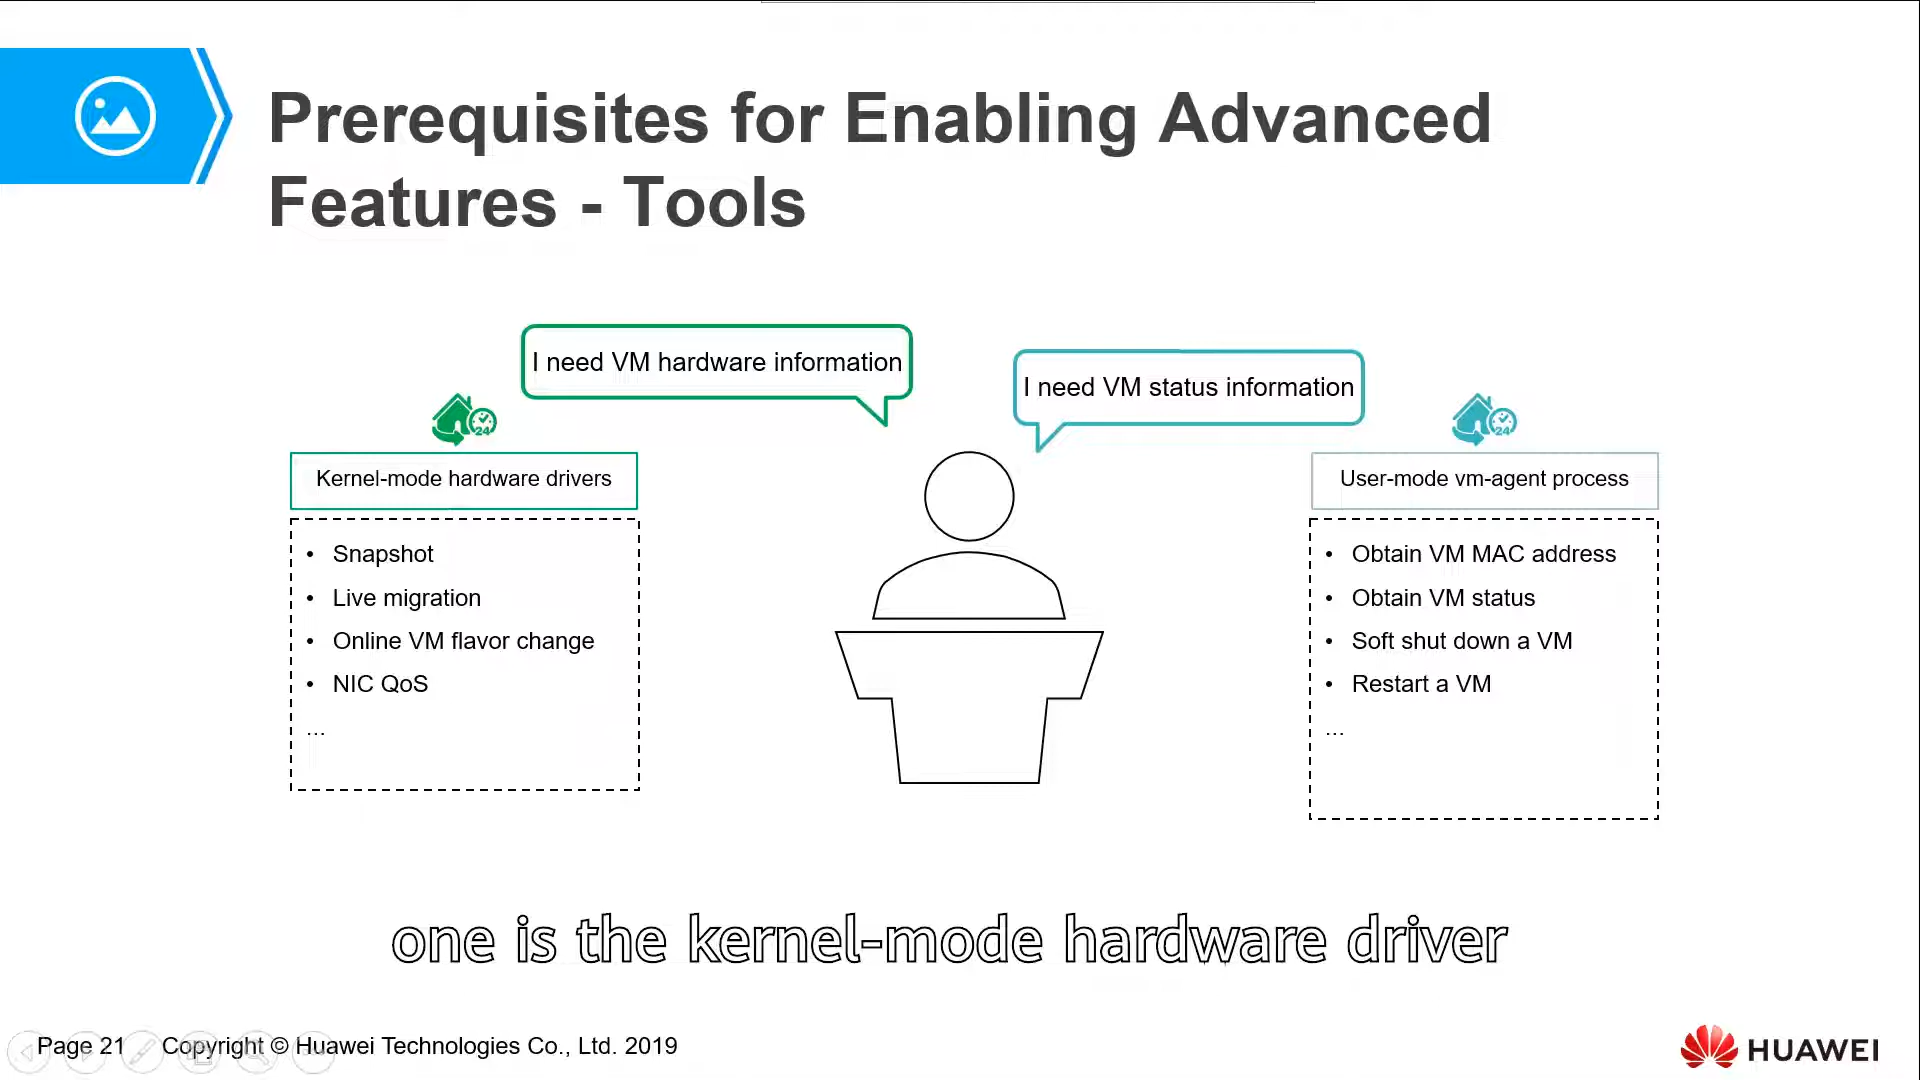 Prerequisites for Enabling Advanced
Features - Tools
I need VM hardware information
I need VM status information
24
24
Kernel-mode hardware drivers
User-mode vm-agent process
• Snapshot
• Live migration
• Online VM flavor change
• NIC QoS
...
• Obtain VM MAC address
• Obtain VM status
• Soft shut down a VM
• Restart a VM
...
one is the kernel-mode hardware driver
Page 21 Copyright © Huawei Technologies Co., Ltd. 2019
HUAWEI